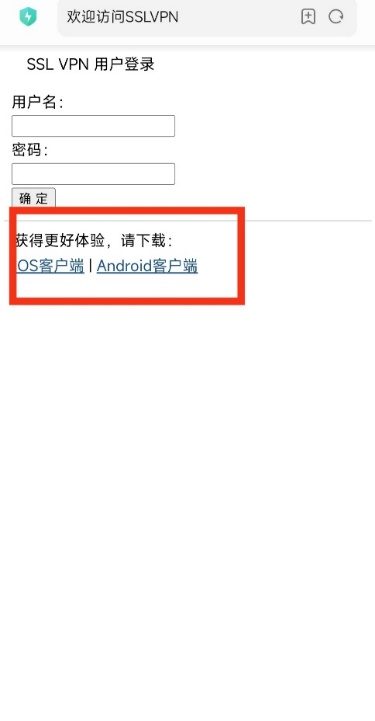 欢迎访问SSLVPN
SSL VPN 用户登录
用户名：
密码：
确 定
获得更好体验，请下载：
OS客户端 | Android客户端